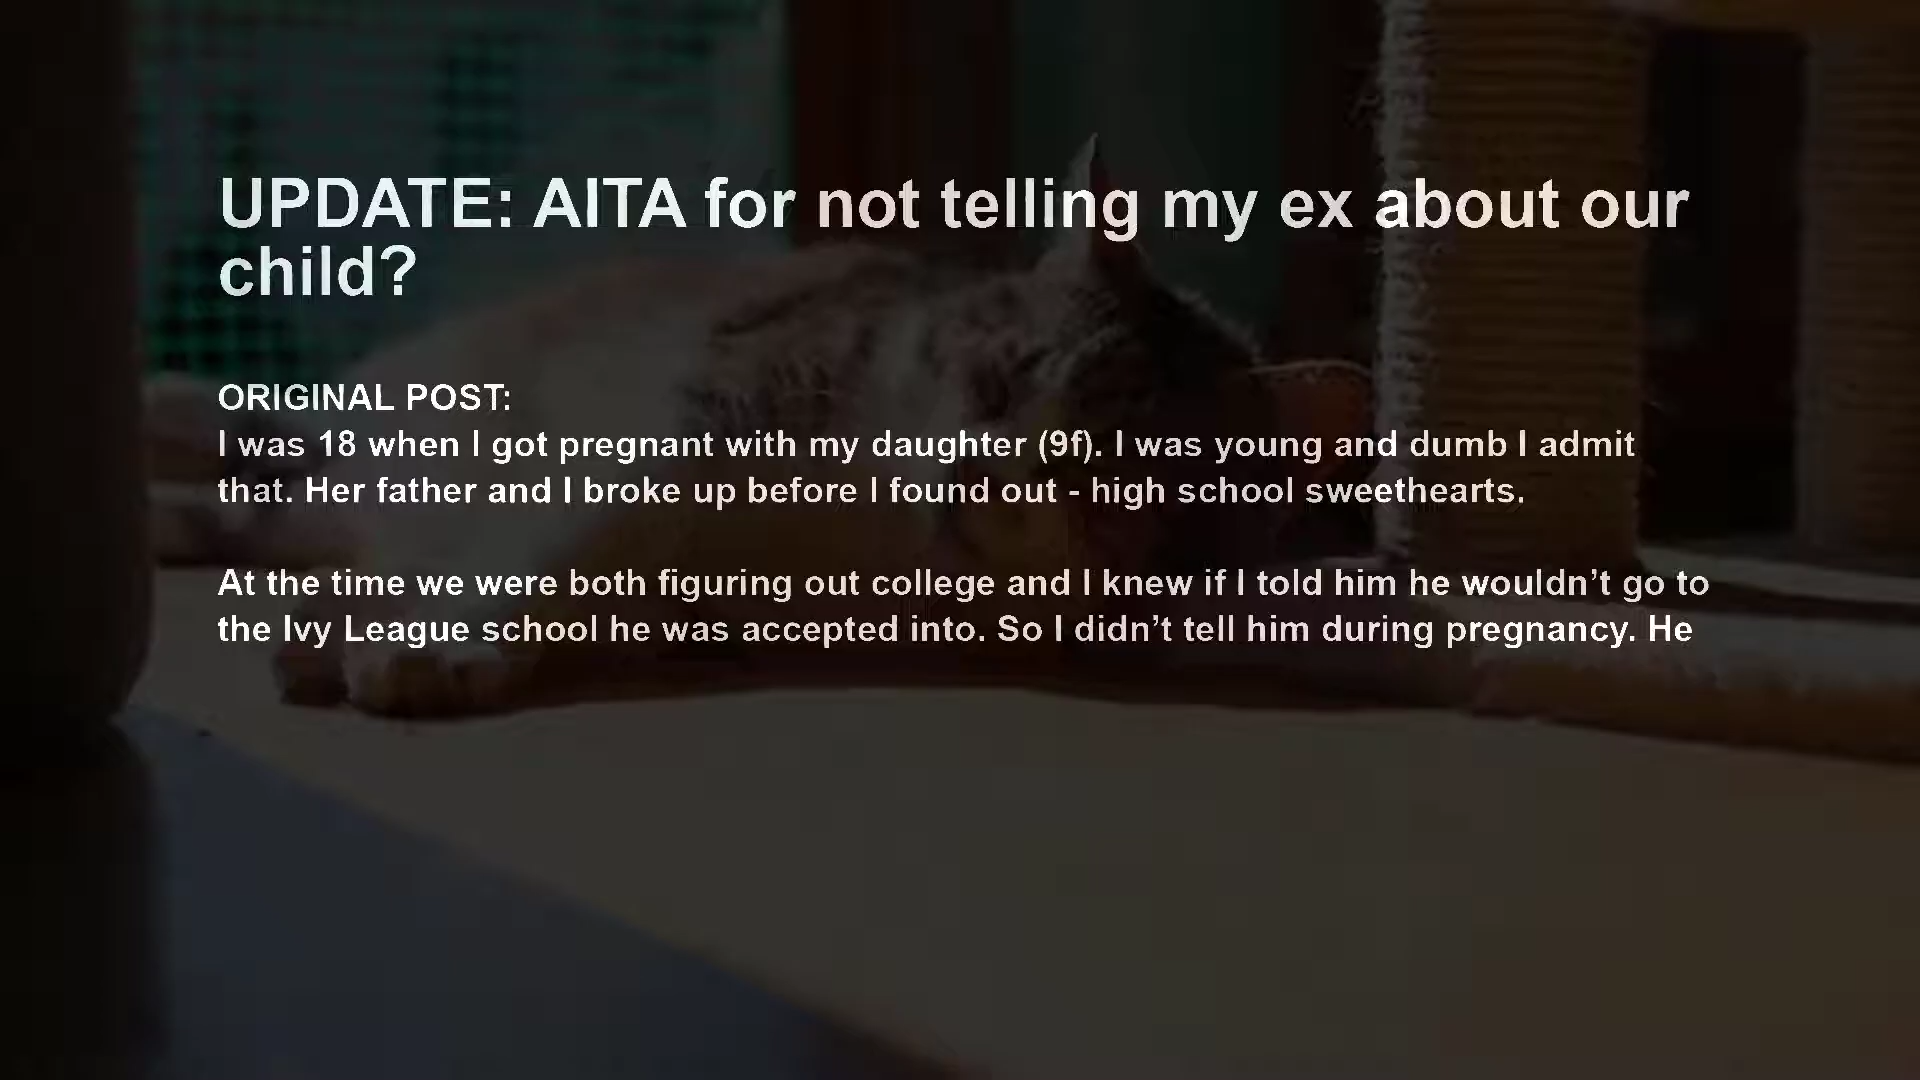 UPDATE: AITA for not telling my ex about our
child?
ORIGINAL POST:
I was 18 when I got pregnant with my daughter (9f). I was young and dumb I admit
that. Her father and I broke up before I found out - high school sweethearts.
At the time we were both figuring out college and I knew if I told him he wouldn’t go to
the Ivy League school he was accepted into. So I didn’t tell him during pregnancy. He